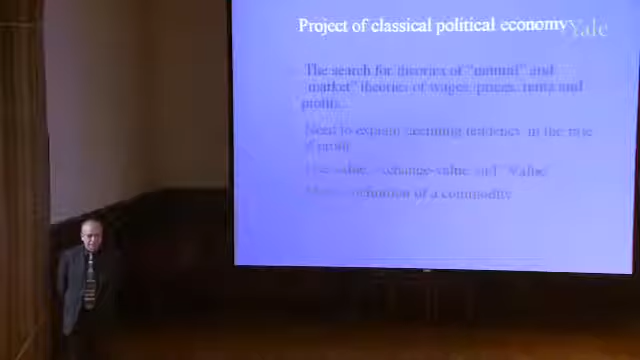 Project of classical political economy
Yale
The search for theories of "natural" and
market" theories of wages, prices, rents and
profits
Need to explain declining tendency in the rate
of profit
Use-value, exchange-value and "Value"
definition of a commodity